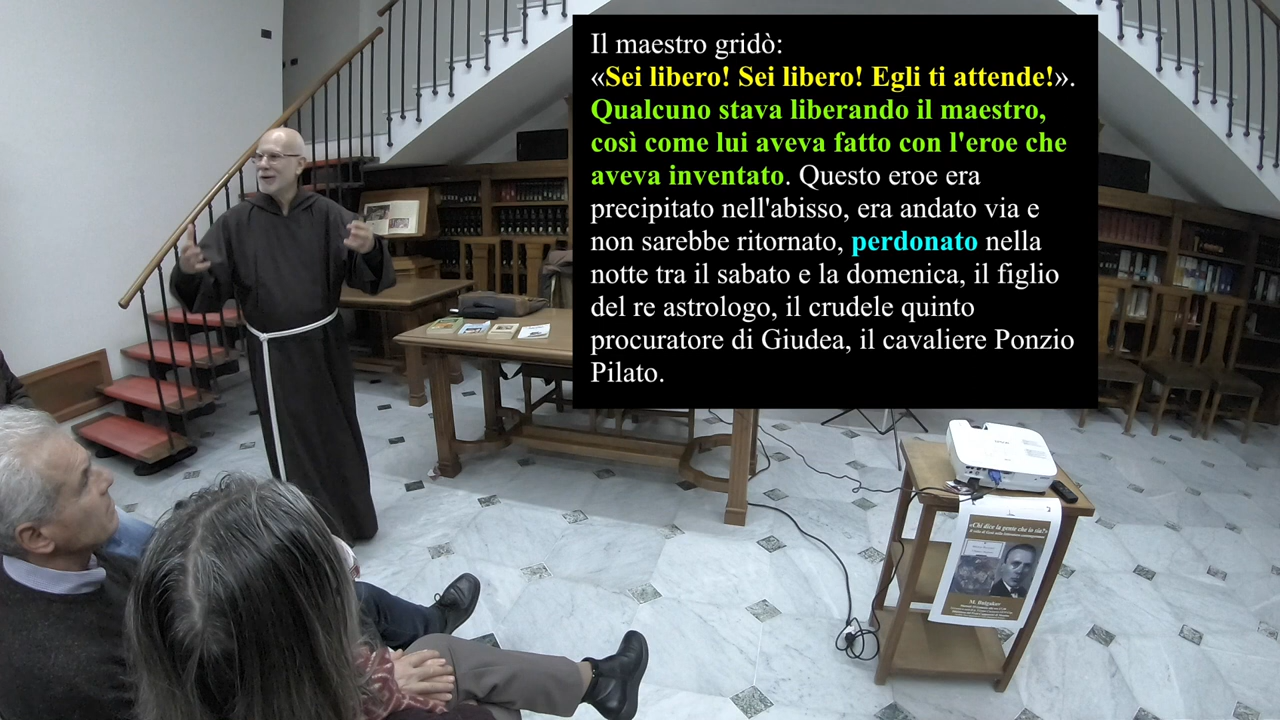 Il maestro gridò:
«Sei libero! Sei libero! Egli ti attende!».
Qualcuno stava liberando il maestro,
così come lui aveva fatto con l'eroe che
aveva inventato. Questo eroe era
precipitato nell'abisso, era andato via e
non sarebbe ritornato, perdonato nella
notte tra il sabato e la domenica, il figlio
del re astrologo, il crudele quinto
procuratore di Giudea, il cavaliere Ponzio
Pilato.
«Chi dice la gente che io sia?»
M. Bulgakov